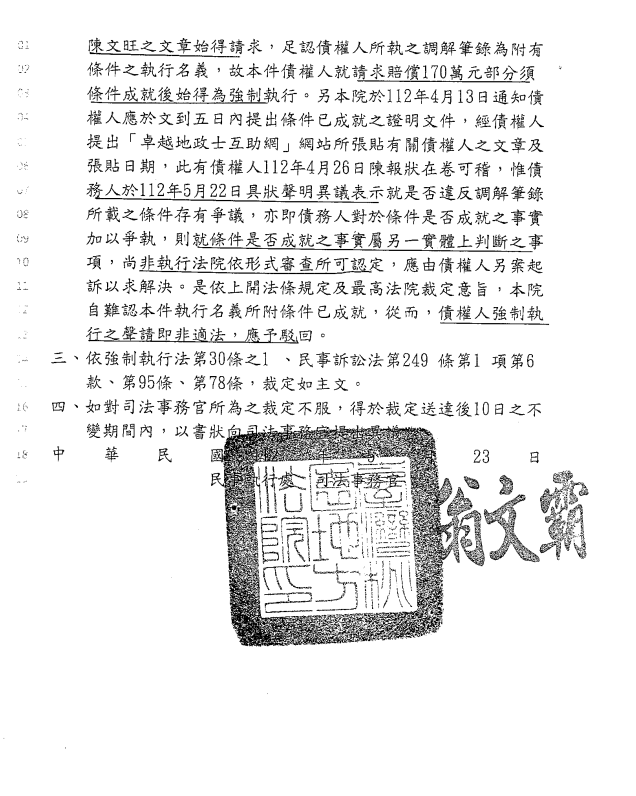 01 陳文旺之文章始得請求，足認債權人所執之調解筆錄為附有
02 條件之執行名義，故本件債權人就請求賠償170萬元部分須
03 條件成就後始得為強制執行。另本院於112年4月13日通知債
04 權人應於文到五日內提出條件已成就之證明文件，經債權人
05 提出「卓越地政士互助網」網站所張貼有關債權人之文章及
06 張貼日期，此有債權人112年4月26日陳報狀在卷可稽，惟債
07 務人於112年5月22日具狀聲明異議表示就是否違反調解筆錄
08 所載之條件存有爭議，亦即債務人對於條件是否成就之事實
09 加以爭執，則就條件是否成就之事實屬另一實體上判斷之事
10 項，尚非執行法院依形式審查所可認定，應由債權人另案起
11 訴以求解決。是依上開法條規定及最高法院裁定意旨，本院
12 自難認本件執行名義所附條件已成就，從而，債權人強制執
13 行之聲請即非適法，應予駁回。
14 三、依強制執行法第30條之1 、民事訴訟法第249 條第1 項第6
15 款、第95條、第78條，裁定如主文。
16 四、如對司法事務官所為之裁定不服，得於裁定送達後10日之不
17 變期間內，以書狀向司法事務官提出異議
18 中 華 民 國 年 5 月 23 日
民事執行處 司法事務官 翁文霸